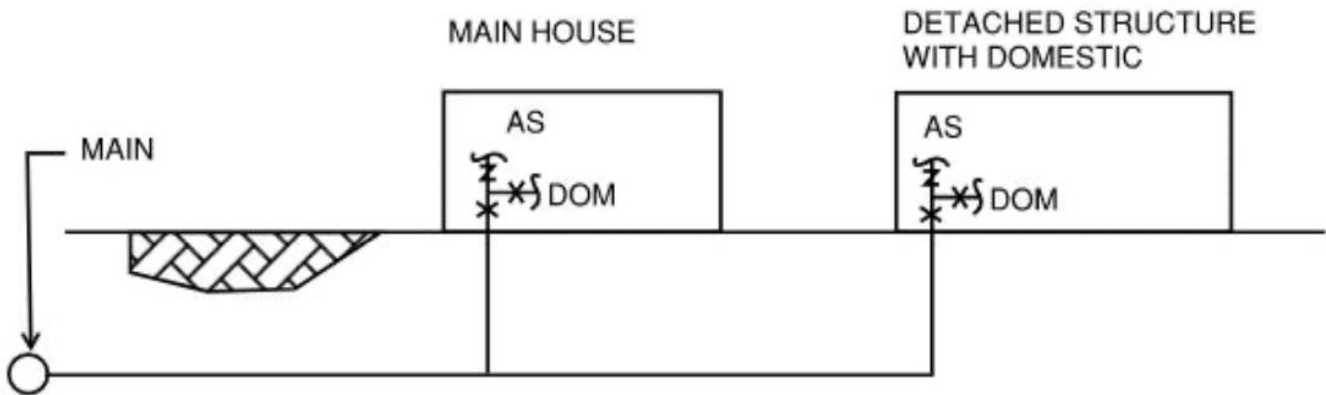 MAIN HOUSE
DETACHED STRUCTURE
WITH DOMESTIC
MAIN
AS
DOM
AS
DOM